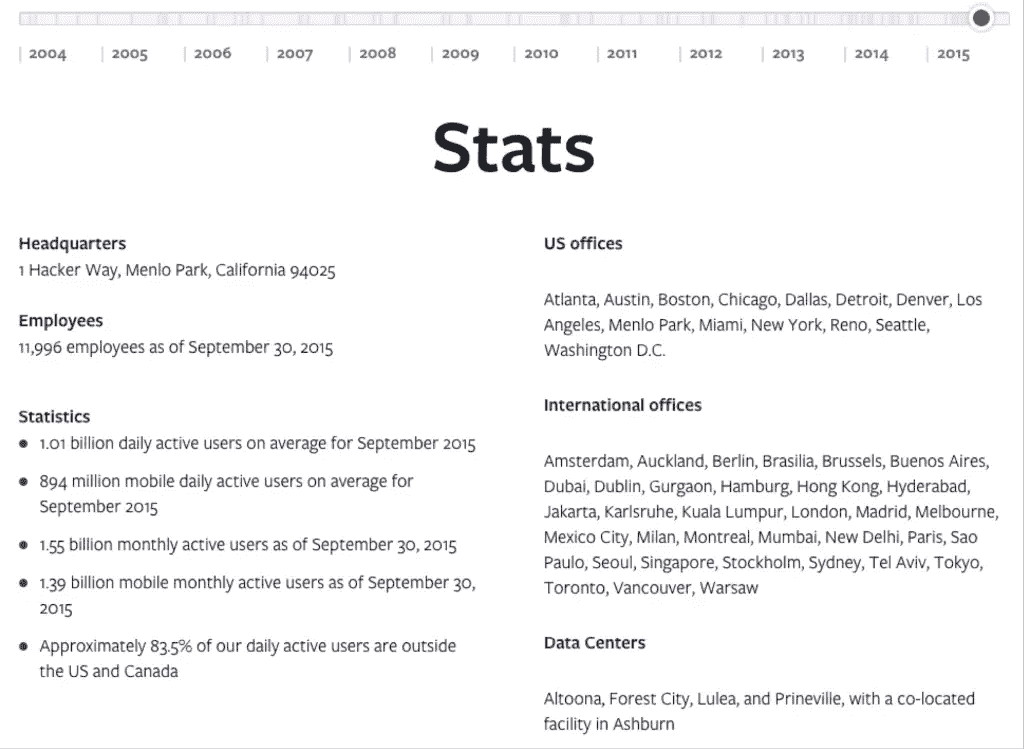 2004 2005 2006 2007 2008 2009 2010 2011 2012 2013 2014 2015
Stats
Headquarters
1 Hacker Way, Menlo Park, California 94025
Employees
11,996 employees as of September 30, 2015
Statistics
1.01 billion daily active users on average for September 2015
894 million mobile daily active users on average for
September 2015
1.55 billion monthly active users as of September 30, 2015
1.39 billion mobile monthly active users as of September 30,
2015
Approximately 83.5% of our daily active users are outside
the US and Canada
US offices
Atlanta, Austin, Boston, Chicago, Dallas, Detroit, Denver, Los
Angeles, Menlo Park, Miami, New York, Reno, Seattle,
Washington D.C.
International offices
Amsterdam, Auckland, Berlin, Brasilia, Brussels, Buenos Aires,
Dubai, Dublin, Gurgaon, Hamburg, Hong Kong, Hyderabad,
Jakarta, Karlsruhe, Kuala Lumpur, London, Madrid, Melbourne,
Mexico City, Milan, Montreal, Mumbai, New Delhi, Paris, Sao
Paulo, Seoul, Singapore, Stockholm, Sydney, Tel Aviv, Tokyo,
Toronto, Vancouver, Warsaw
Data Centers
Altoona, Forest City, Lulea, and Prineville, with a co-located
facility in Ashburn